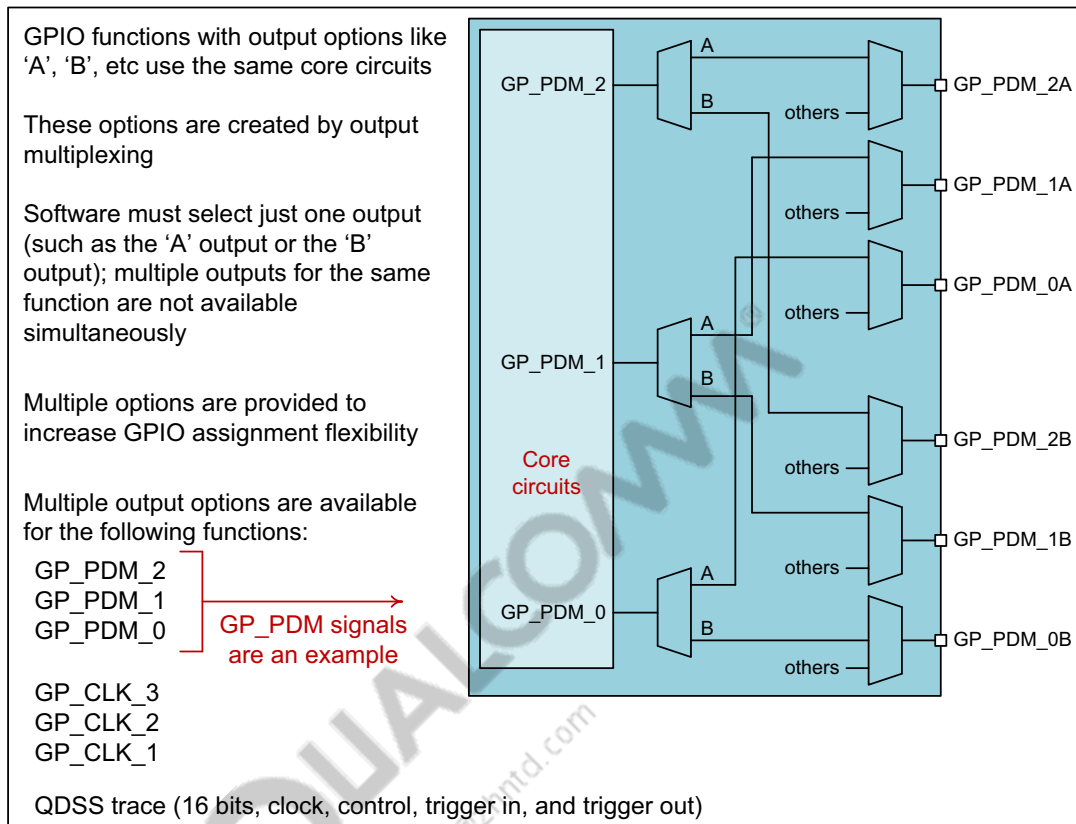 GPIO functions with output options like
‘A’, ‘B’, etc use the same core circuits
These options are created by output
multiplexing
Software must select just one output
(such as the ‘A’ output or the ‘B’
output); multiple outputs for the same
function are not available
simultaneously
Multiple options are provided to
increase GPIO assignment flexibility
Multiple output options are available
for the following functions:
GP_PDM_2
GP_PDM_1
GP_PDM_0
GP_PDM signals
are an example
GP_CLK_3
GP_CLK_2
GP_CLK_1
QDSS trace (16 bits, clock, control, trigger in, and trigger out)
GP_PDM_2
A
B
others
GP_PDM_2A
others
GP_PDM_1A
others
GP_PDM_0A
GP_PDM_1
A
B
Core
circuits
others
GP_PDM_2B
others
GP_PDM_1B
GP_PDM_0
A
B
others
GP_PDM_0B
QUALCOMM®